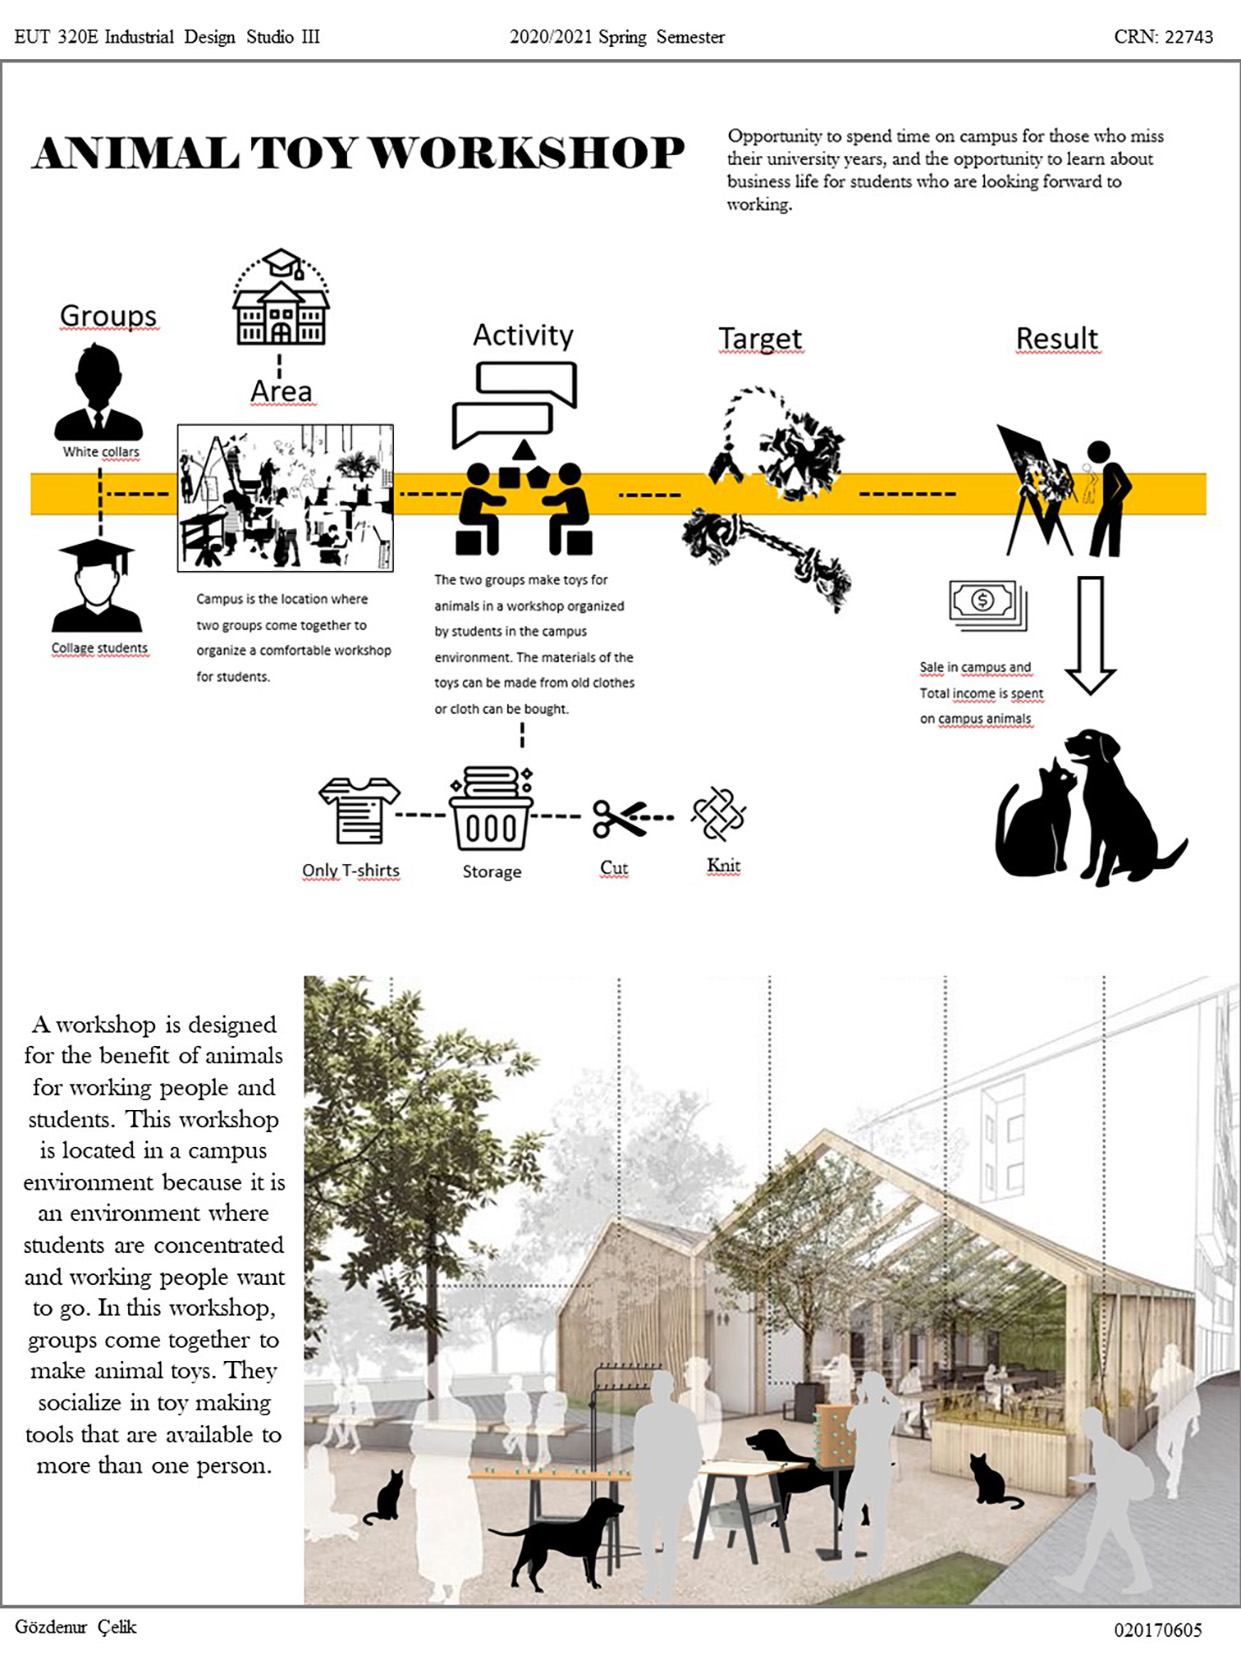 EUT 320E Industrial Design Studio III
2020/2021 Spring Semester
CRN: 22743
ANIMAL TOY WORKSHOP
Opportunity to spend time on campus for those who miss
their university years, and the opportunity to learn about
business life for students who are looking forward to
working.
Groups
White collars
Collage students
Area
Campus is the location where
two groups come together to
organize a comfortable workshop
for students.
Activity
The two groups make toys for
animals in a workshop organized
by students in the campus
environment. The materials of the
toys can be made from old clothes
or cloth can be bought.
Only T-shirts
Storage
Cut
Knit
Target
Result
$
Sale in campus and
Total income is spent
on campus animals
A workshop is designed
for the benefit of animals
for working people and
students. This workshop
is located in a campus
environment because it is
an environment where
students are concentrated
and working people want
to go. In this workshop,
groups come together to
make animal toys. They
socialize in toy making
tools that are available to
more than one person.
Gözdenur Çelik
020170605